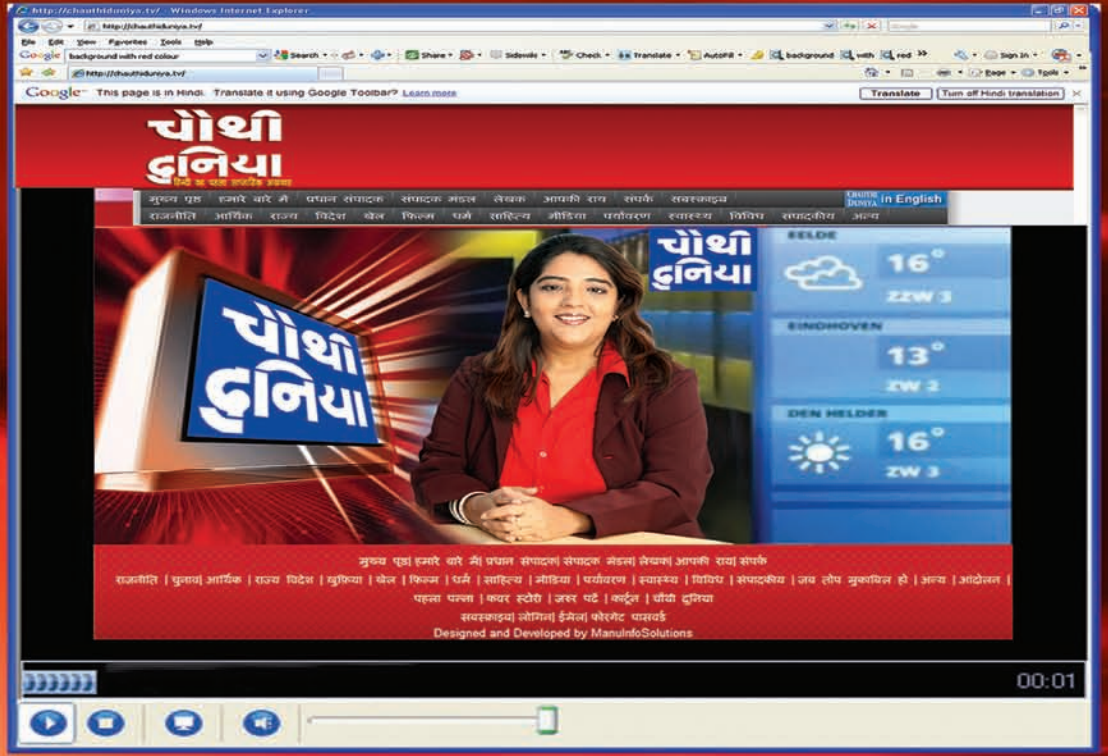 http://chauthiduniya.tv/ - Windows Internet Explorer
http://chauthiduniya.tv/
Google
File Edit View Favorites Tools Help
Google background with red colour Search Share Sidewiki Check Translate AutoFill background with red Sign In
http://chauthiduniya.tv/ Page Tools
Google This page is in Hindi. Translate it using Google Toolbar? Learn more Translate Turn off Hindi translation
चौथी
दुनिया
हिन्दी का पहला साप्ताहिक अखबार
मुख्य पृष्ठ हमारे बारे में प्रधान संपादक संपादक मंडल लेखक आपकी राय संपर्क सबस्क्राइब CHAUTHI DUNIYA in English
राजनीति आर्थिक राज्य विदेश खेल फिल्म धर्म साहित्य मीडिया पर्यावरण स्वास्थ्य विविध संपादकीय अन्य
चौथी
दुनिया
चौथी
दुनिया
EELDE
16°
ZZW 3
EINDHOVEN
13°
ZW 2
DEN HELDER
16°
ZW 3
मुख्य पृष्ठ| हमारे बारे में| प्रधान संपादक| संपादक मंडल| लेखक| आपकी राय| संपर्क
राजनीति | चुनाव| आर्थिक | राज्य विदेश | खुफ़िया | खेल | फिल्म | धर्म | साहित्य | मीडिया | पर्यावरण | स्वास्थ्य | विविध | संपादकीय | जब तोप मुकाबिल हो | अन्य | आंदोलन |
पहला पन्ना | कवर स्टोरी | ज़रूर पढ़ें | कार्टून | चौथी दुनिया
सबस्क्राइब| लोगिन| ईमेल| फोरगेट पासवर्ड
Designed and Developed by ManuInfoSolutions
00:01